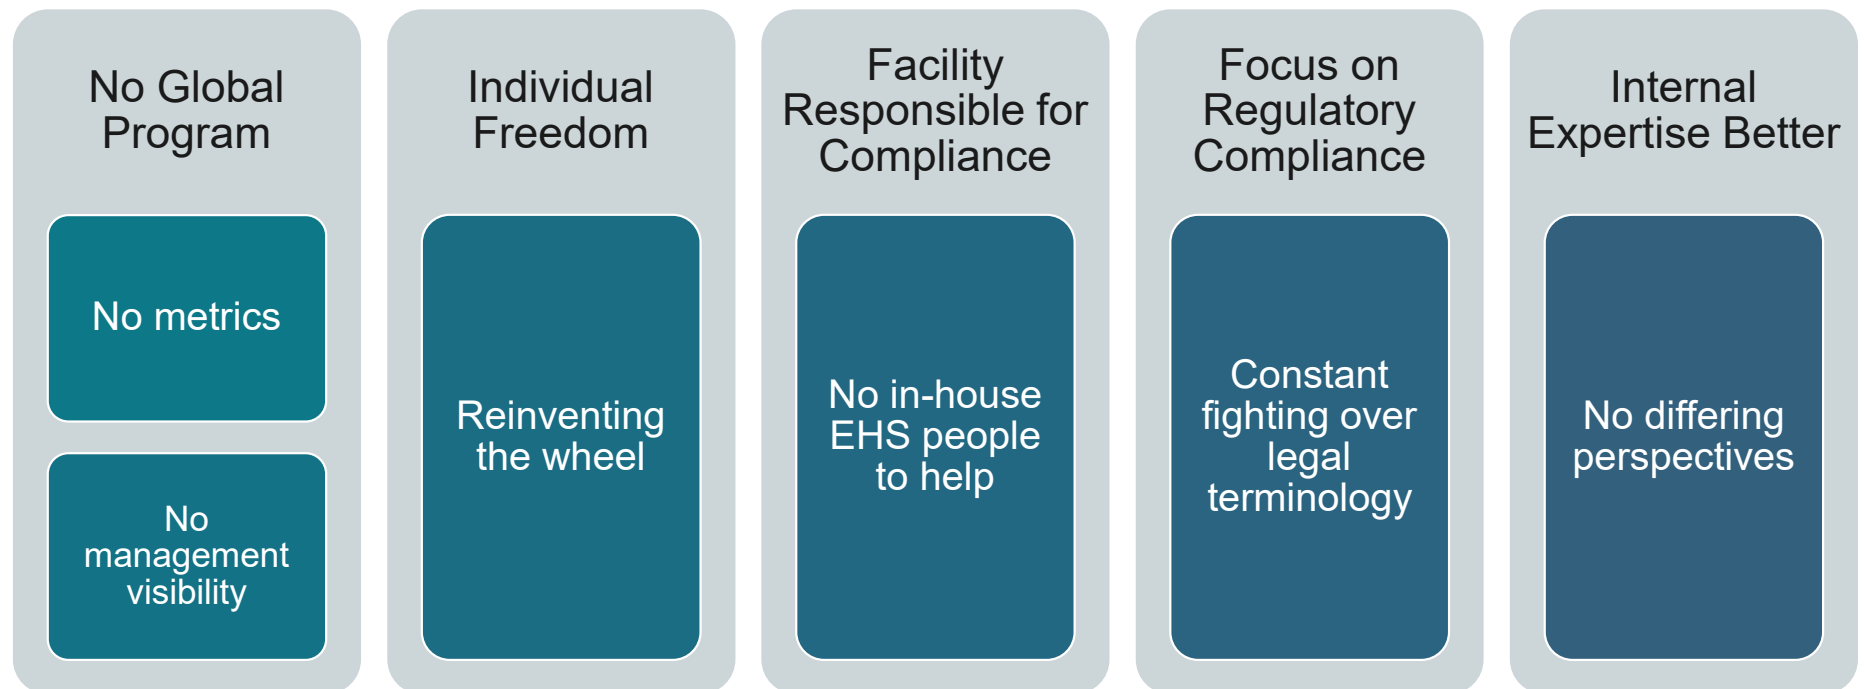 No Global
Program
No metrics
No
management
visibility
Individual
Freedom
Reinventing
the wheel
Facility
Responsible for
Compliance
No in-house
EHS people
to help
Focus on
Regulatory
Compliance
Constant
fighting over
legal
terminology
Internal
Expertise Better
No differing
perspectives